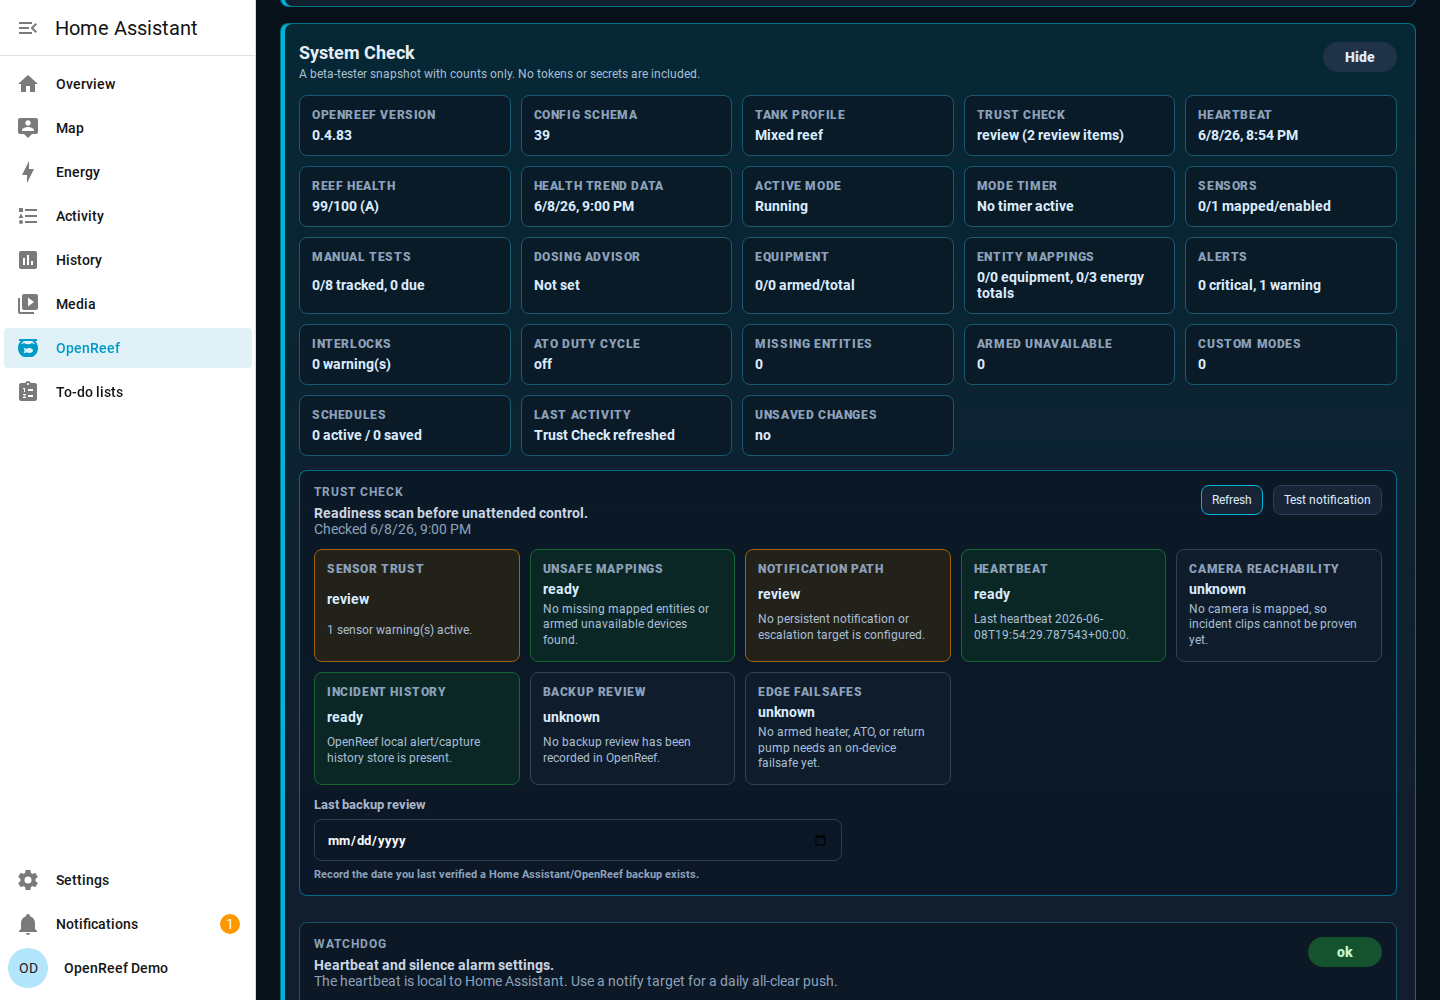 Home Assistant
Overview
Map
Energy
Activity
History
Media
OpenReef
To-do lists
Settings
Notifications
1
OD
OpenReef Demo
System Check
A beta-tester snapshot with counts only. No tokens or secrets are included.
Hide
OPENREEF VERSION
0.4.83
CONFIG SCHEMA
39
TANK PROFILE
Mixed reef
TRUST CHECK
review (2 review items)
HEARTBEAT
6/8/26, 8:54 PM
REEF HEALTH
99/100 (A)
HEALTH TREND DATA
6/8/26, 9:00 PM
ACTIVE MODE
Running
MODE TIMER
No timer active
SENSORS
0/1 mapped/enabled
MANUAL TESTS
0/8 tracked, 0 due
DOSING ADVISOR
Not set
EQUIPMENT
0/0 armed/total
ENTITY MAPPINGS
0/0 equipment, 0/3 energy
totals
ALERTS
0 critical, 1 warning
INTERLOCKS
0 warning(s)
ATO DUTY CYCLE
off
MISSING ENTITIES
0
ARMED UNAVAILABLE
0
CUSTOM MODES
0
SCHEDULES
0 active / 0 saved
LAST ACTIVITY
Trust Check refreshed
UNSAVED CHANGES
no
TRUST CHECK
Readiness scan before unattended control.
Checked 6/8/26, 9:00 PM
Refresh
Test notification
SENSOR TRUST
review
1 sensor warning(s) active.
UNSAFE MAPPINGS
ready
No missing mapped entities or
armed unavailable devices
found.
NOTIFICATION PATH
review
No persistent notification or
escalation target is configured.
HEARTBEAT
ready
Last heartbeat 2026-06-
08T19:54:29.787543+00:00.
CAMERA REACHABILITY
unknown
No camera is mapped, so
incident clips cannot be proven
yet.
INCIDENT HISTORY
ready
OpenReef local alert/capture
history store is present.
BACKUP REVIEW
unknown
No backup review has been
recorded in OpenReef.
EDGE FAILSAFES
unknown
No armed heater, ATO, or return
pump needs an on-device
failsafe yet.
Last backup review
mm/dd/yyyy
Record the date you last verified a Home Assistant/OpenReef backup exists.
WATCHDOG
Heartbeat and silence alarm settings.
The heartbeat is local to Home Assistant. Use a notify target for a daily all-clear push.
ok